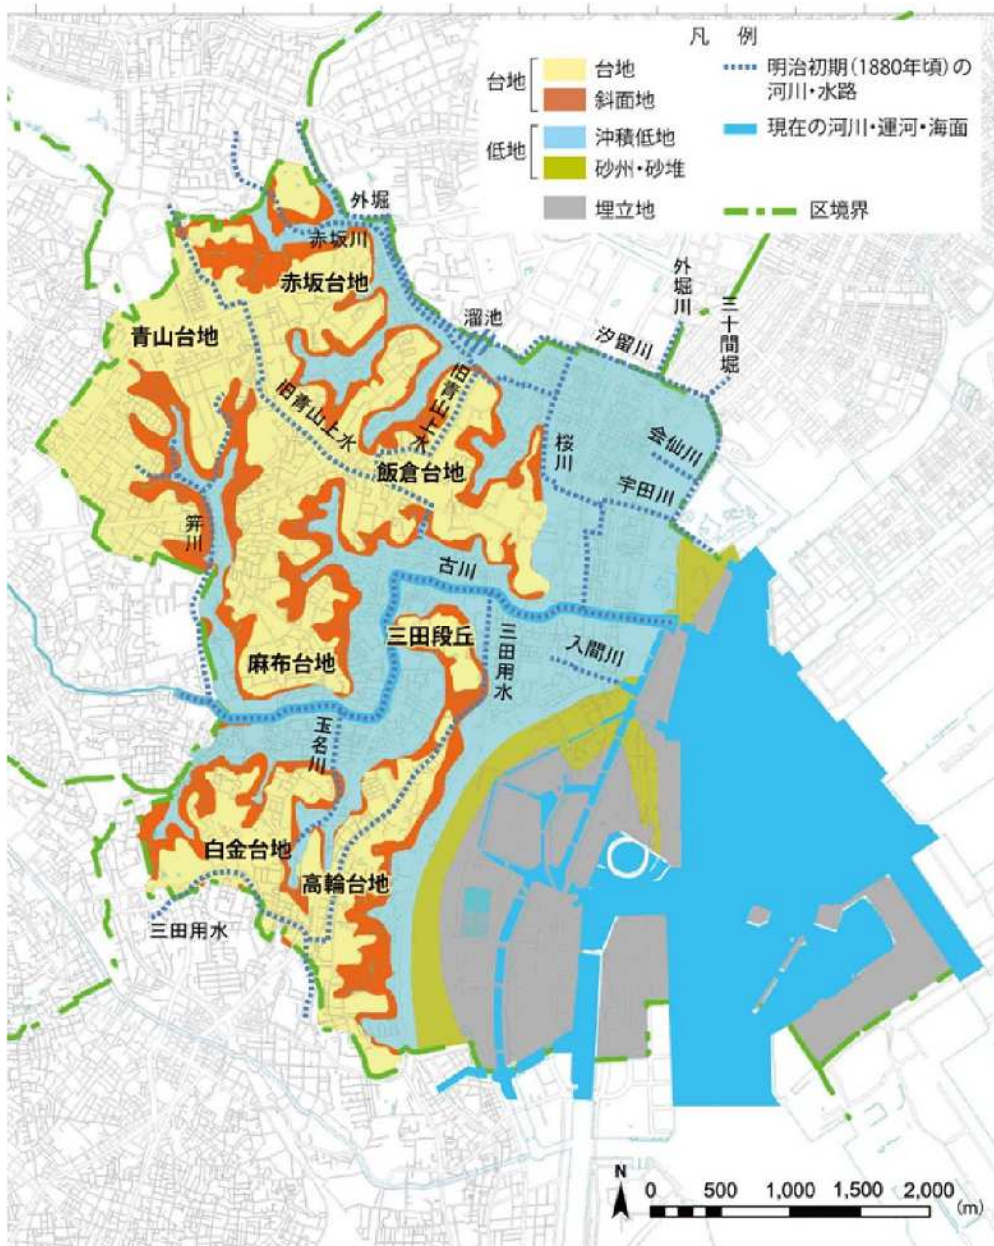 凡 例
台地
台地
斜面地
低地
沖積低地
砂州・砂堆
埋立地
明治初期(1880年頃)の
河川・水路
現在の河川・運河・海面
区境界
外堀
赤坂川
赤坂台地
青山台地
溜池
汐留川
外堀川
三十間堀
旧青山上水
旧青山上水
桜川
会仙川
宇田川
飯倉台地
笄川
古川
三田段丘
三田用水
入間川
麻布台地
玉名川
白金台地
高輪台地
三田用水
N
0 500 1,000 1,500 2,000 (m)